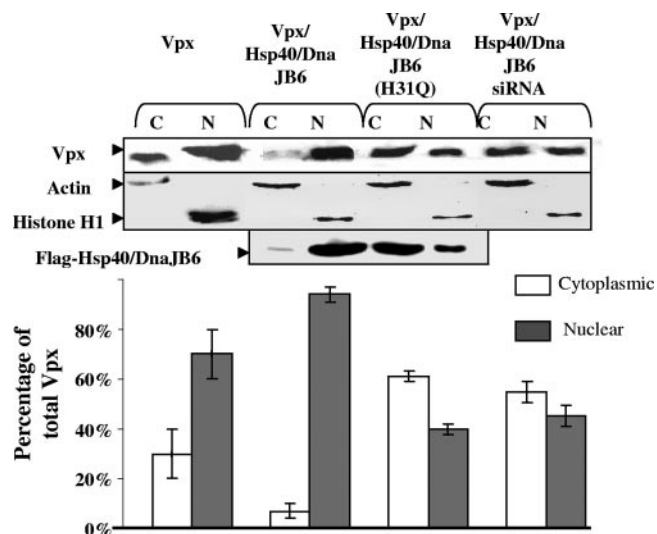 Vpx
Vpx/
Hsp40/Dna
JB6
Vpx/
Hsp40/Dna
JB6
(H31Q)
Vpx/
Hsp40/Dna
JB6
siRNA
C N C N C N C N
Vpx
Actin
Histone H1
Flag-Hsp40/DnaJB6
Cytoplasmic
Nuclear
Percentage of
total Vpx
80%
60%
40%
20%
0%